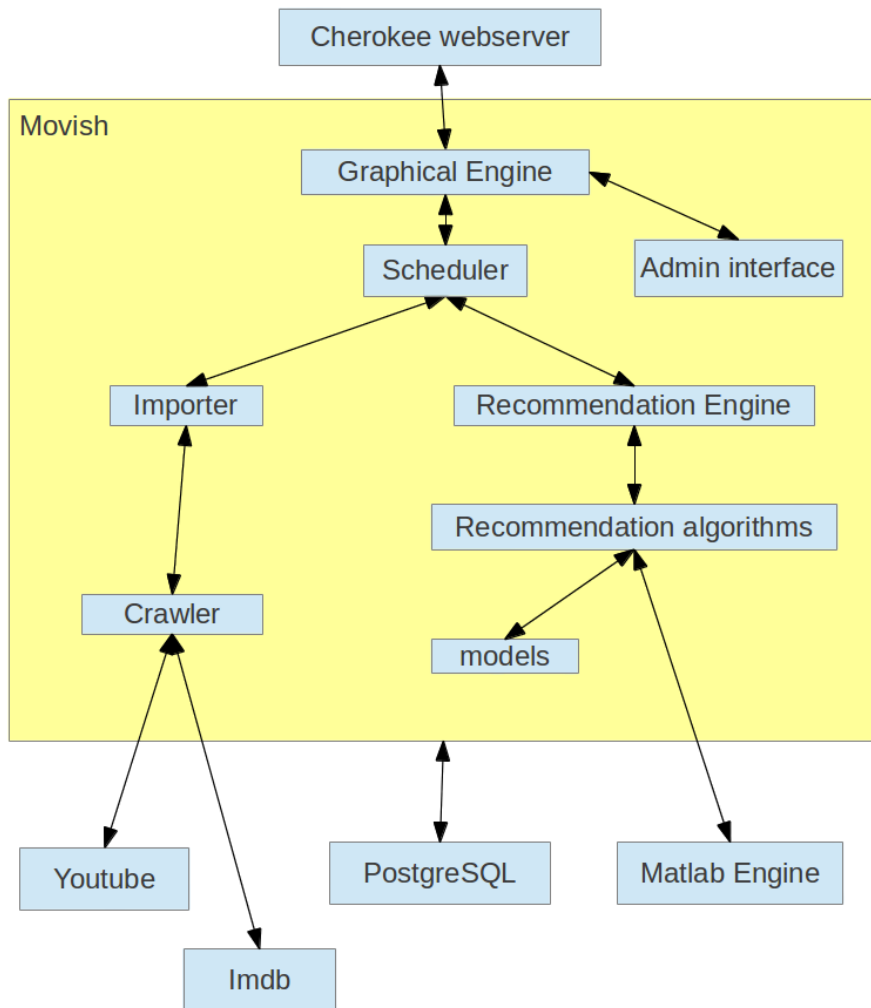 Cherokee webserver
Movish
Graphical Engine
Scheduler
Admin interface
Importer
Recommendation Engine
Recommendation algorithms
Crawler
models
Youtube
PostgreSQL
Matlab Engine
Imdb